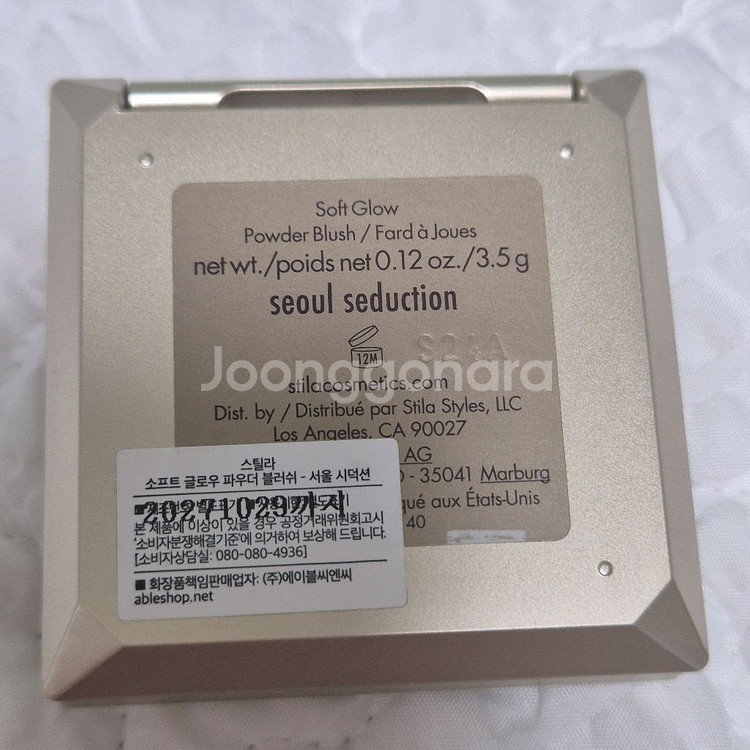 Soft Glow
Powder Blush / Fard à Joues
net wt./poids net 0.12 oz./3.5 g
seoul seduction
12M
S24A
Joonggonara
stilacosmetics.com
Dist. by / Distribué par Stila Styles, LLC
Los Angeles, CA 90027
AG
- 35041 Marburg
qué aux États-Unis
40
스틸라
소프트 글로우 파우더 블러쉬 - 서울 시덕션
20271029까지
본 제품에 이상이 있을 경우 공정거래위원회고시
'소비자분쟁해결기준'에 의거하여 보상해 드립니다.
[소비자상담실: 080-080-4936]
■ 화장품책임판매업자: (주)에이블씨엔씨
ableshop.net